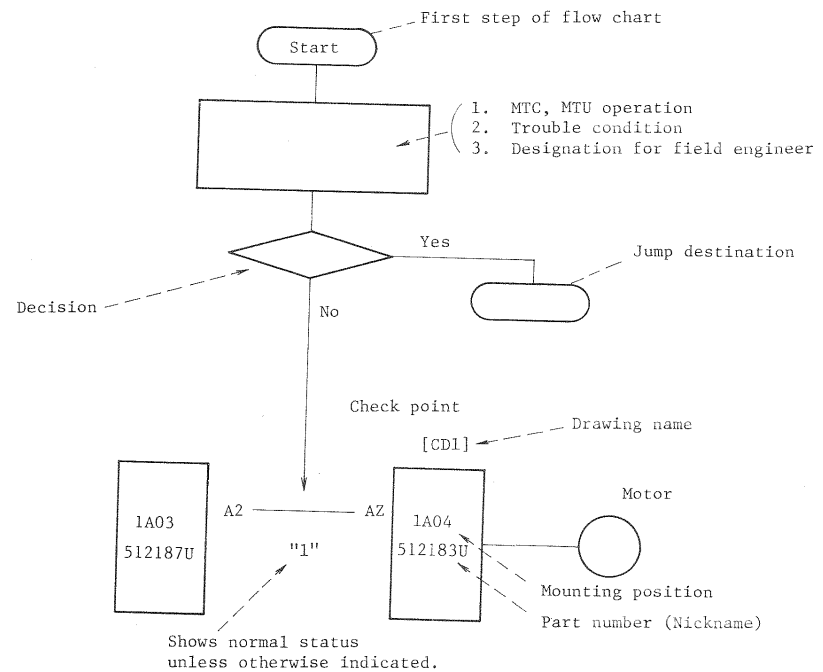 First step of flow chart
Start
1. MTC, MTU operation
2. Trouble condition
3. Designation for field engineer
Yes
Jump destination
Decision
No
Check point
Drawing name
[CD1]
Motor
A2
AZ
1A03
512187U
1A04
512183U
"1"
Mounting position
Part number (Nickname)
Shows normal status
unless otherwise indicated.